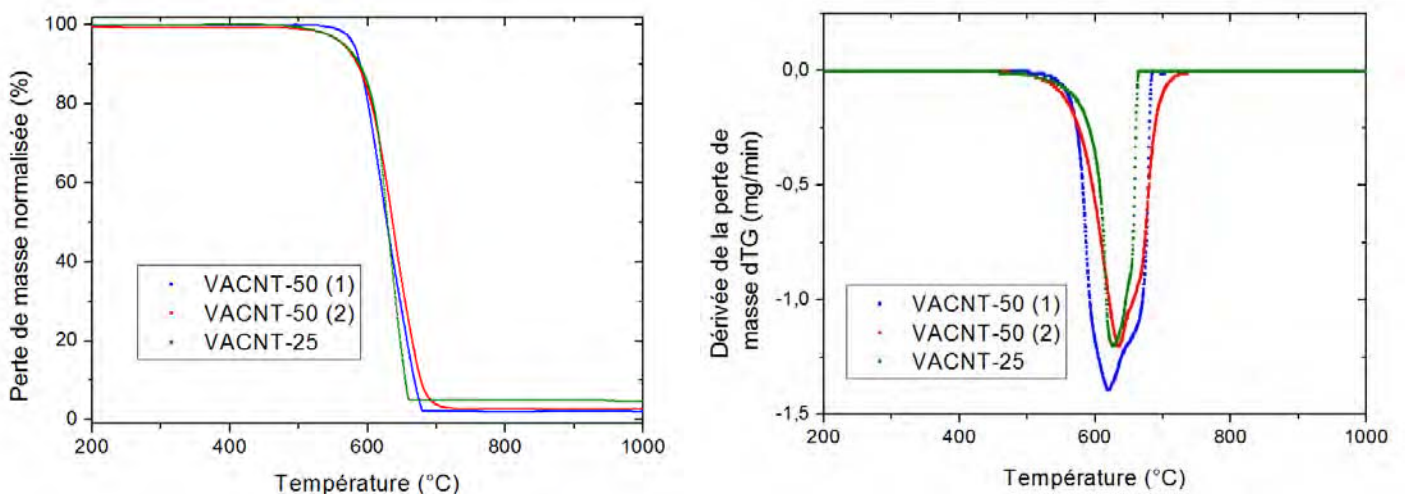 Perte de masse normalisée (%)
100
80
60
40
20
0
VACNT-50 (1)
VACNT-50 (2)
VACNT-25
200
400
600
800
1000
Température (°C)
Dérivée de la perte de
masse dTG (mg/min)
0,0
-0,5
-1,0
-1,5
VACNT-50 (1)
VACNT-50 (2)
VACNT-25
200
400
600
800
1000
Température (°C)